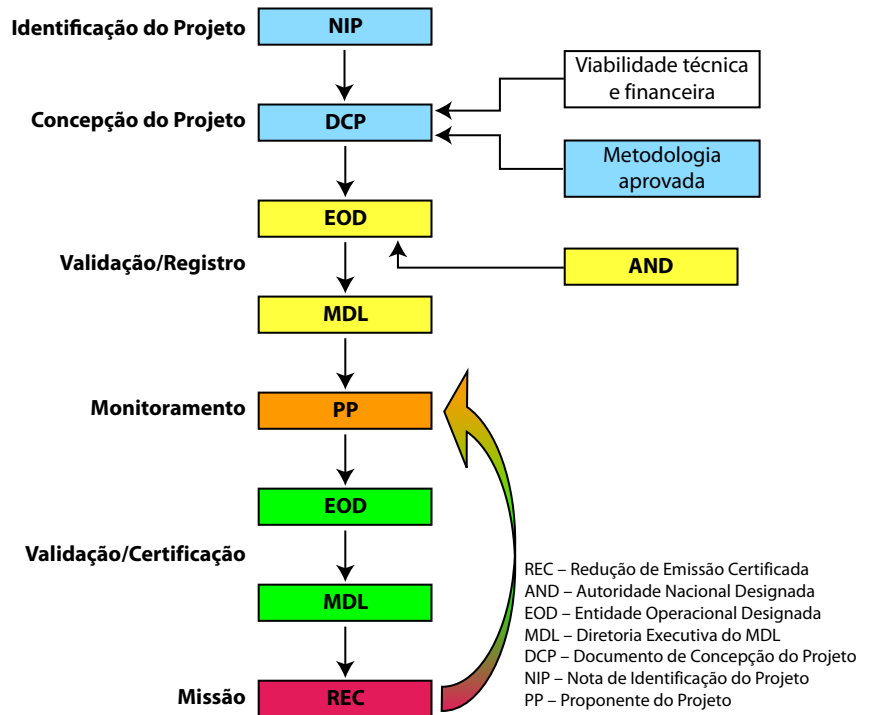 Identificação do Projeto
NIP
Viabilidade técnica
e financeira
Concepção do Projeto
DCP
Metodologia
aprovada
EOD
Validação/Registro
AND
MDL
Monitoramento
PP
EOD
Validação/Certificação
MDL
Missão
REC
REC – Redução de Emissão Certificada
AND – Autoridade Nacional Designada
EOD – Entidade Operacional Designada
MDL – Diretoria Executiva do MDL
DCP – Documento de Concepção do Projeto
NIP – Nota de Identificação do Projeto
PP – Proponente do Projeto